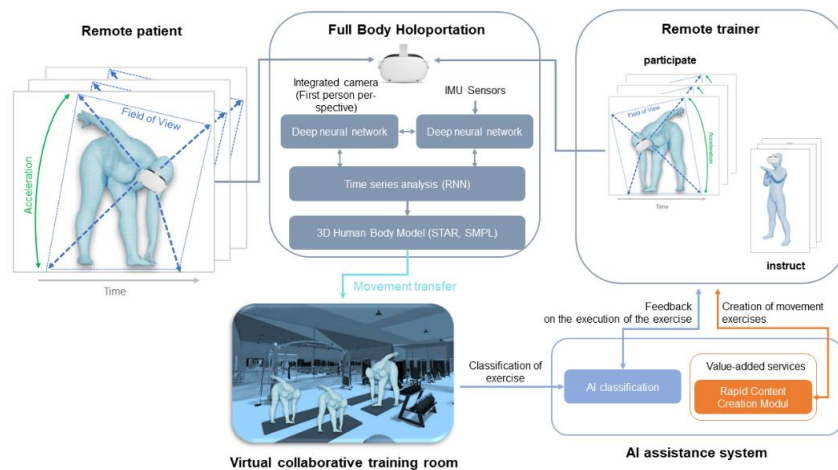 Remote patient
Field of View
Acceleration
Time
Full Body Holoportation
Integrated camera
(First person per-
spective)
IMU Sensors
Deep neural network
Deep neural network
Time series analysis (RNN)
3D Human Body Model (STAR, SMPL)
Movement transfer
Remote trainer
participate
Field of View
Acceleration
Time
instruct
Feedback
on the execution of the exercise
Creation of movement
exercises
Classification of
exercise
AI classification
Value-added services
Rapid Content
Creation Modul
Virtual collaborative training room
AI assistance system